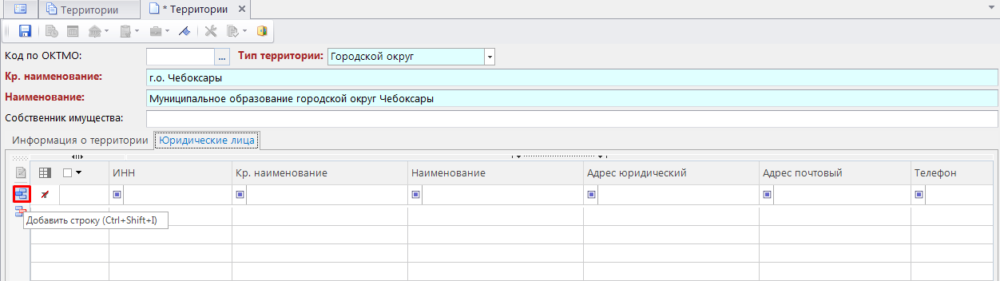 Территории
* Территории
Код по ОКТМО: ... Тип территории: Городской округ
Кр. наименование: г.о. Чебоксары
Наименование: Муниципальное образование городской округ Чебоксары
Собственник имущества:
Информация о территории Юридические лица
ИНН Кр. наименование Наименование Адрес юридический Адрес почтовый Телефон
Добавить строку (Ctrl+Shift+I)